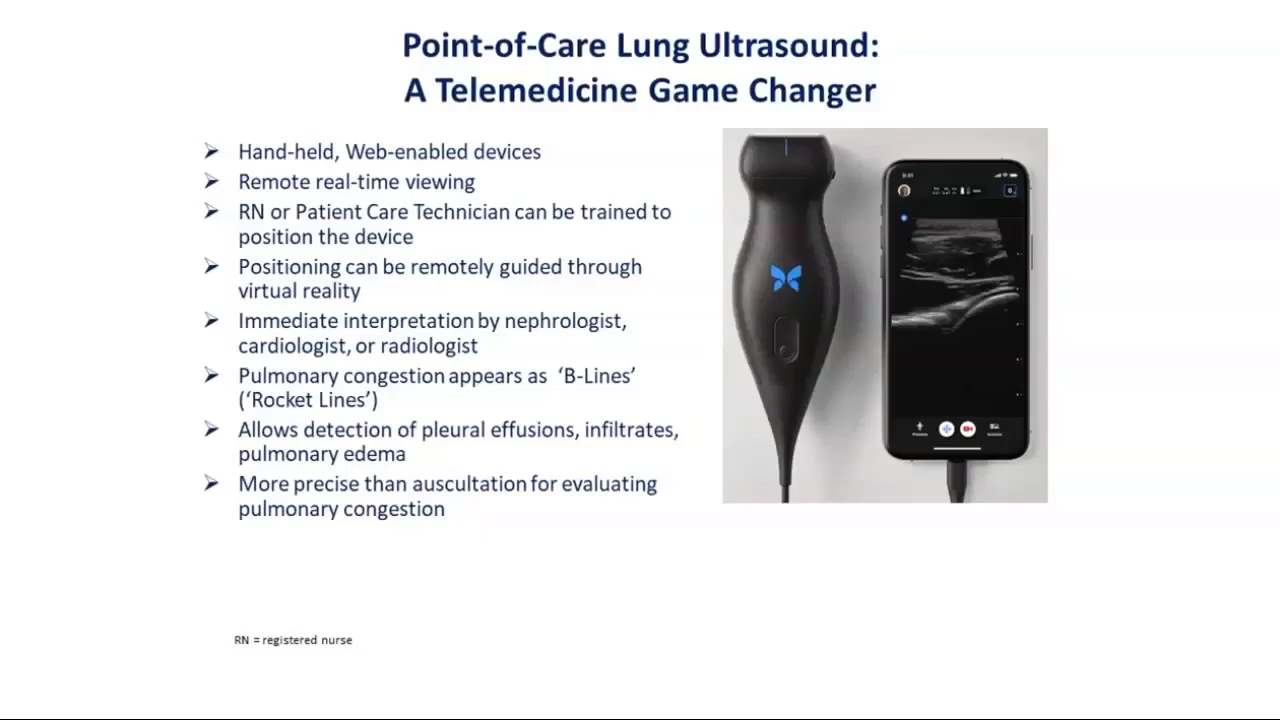 Point-of-Care Lung Ultrasound:
A Telemedicine Game Changer
Hand-held, Web-enabled devices
Remote real-time viewing
RN or Patient Care Technician can be trained to
position the device
Positioning can be remotely guided through
virtual reality
Immediate interpretation by nephrologist,
cardiologist, or radiologist
Pulmonary congestion appears as ‘B-Lines’
(‘Rocket Lines’)
Allows detection of pleural effusions, infiltrates,
pulmonary edema
More precise than auscultation for evaluating
pulmonary congestion
9:41
RN = registered nurse